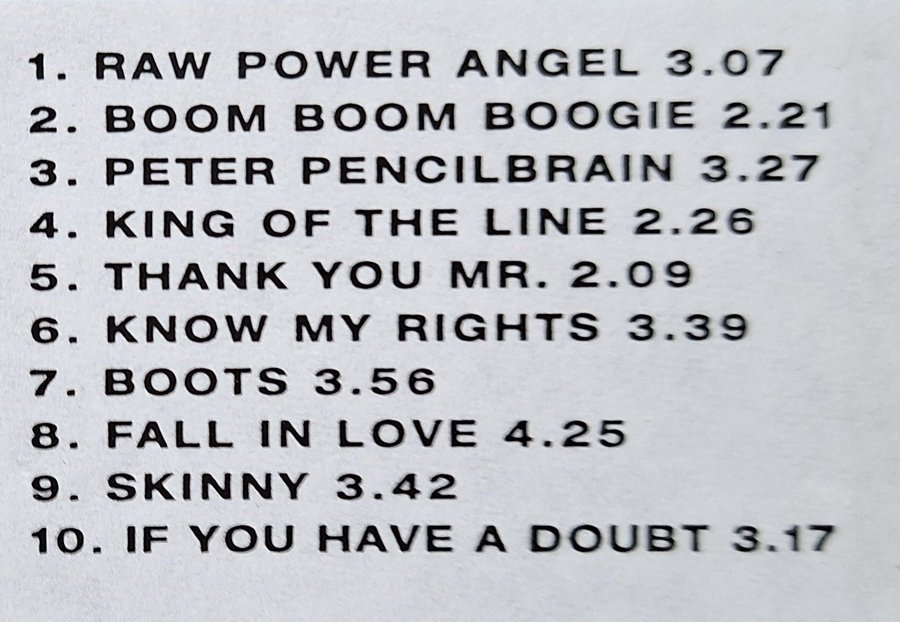 1. RAW POWER ANGEL 3.07
2. BOOM BOOM BOOGIE 2.21
3. PETER PENCILBRAIN 3.27
4. KING OF THE LINE 2.26
5. THANK YOU MR. 2.09
6. KNOW MY RIGHTS 3.39
7. BOOTS 3.56
8. FALL IN LOVE 4.25
9. SKINNY 3.42
10. IF YOU HAVE A DOUBT 3.17